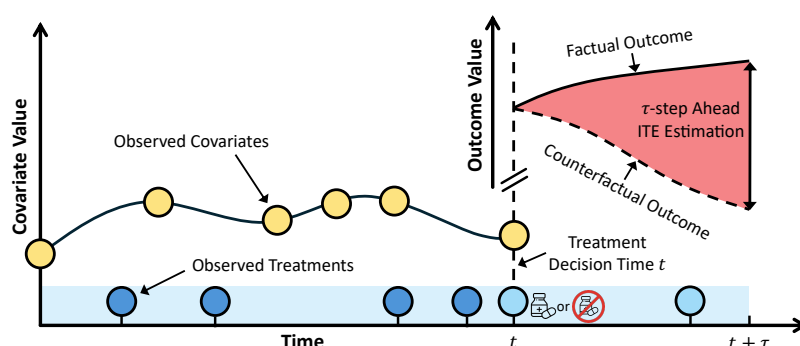 Covariate Value
Observed Covariates
Observed Treatments
Outcome Value
Factual Outcome
τ-step Ahead
ITE Estimation
Counterfactual Outcome
Treatment
Decision Time t
or
Time
t
t + τ